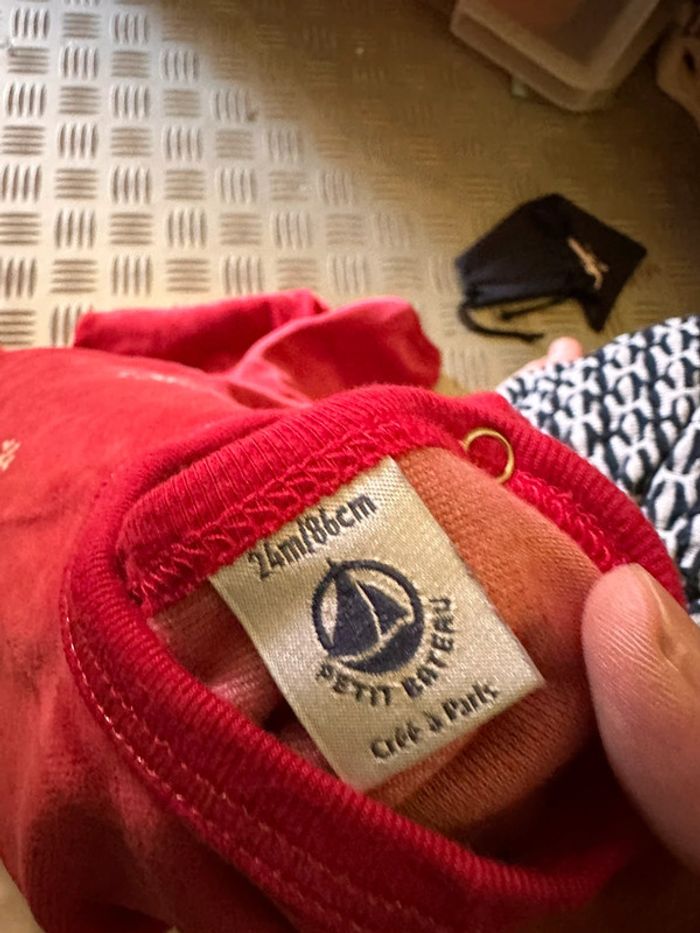 24m/86cm
PETIT BATEAU
Créé à Paris